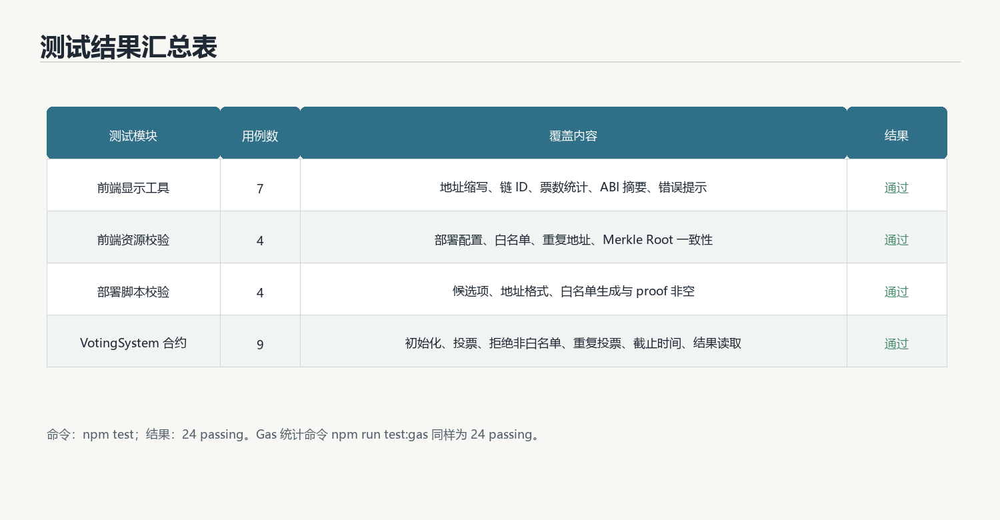 测试结果汇总表
测试模块 用例数 覆盖内容 结果
前端显示工具 7 地址缩写、链 ID、票数统计、ABI 摘要、错误提示 通过
前端资源校验 4 部署配置、白名单、重复地址、Merkle Root 一致性 通过
部署脚本校验 4 候选项、地址格式、白名单生成与 proof 非空 通过
VotingSystem 合约 9 初始化、投票、拒绝非白名单、重复投票、截止时间、结果读取 通过
命令：npm test；结果：24 passing。Gas 统计命令 npm run test:gas 同样为 24 passing。